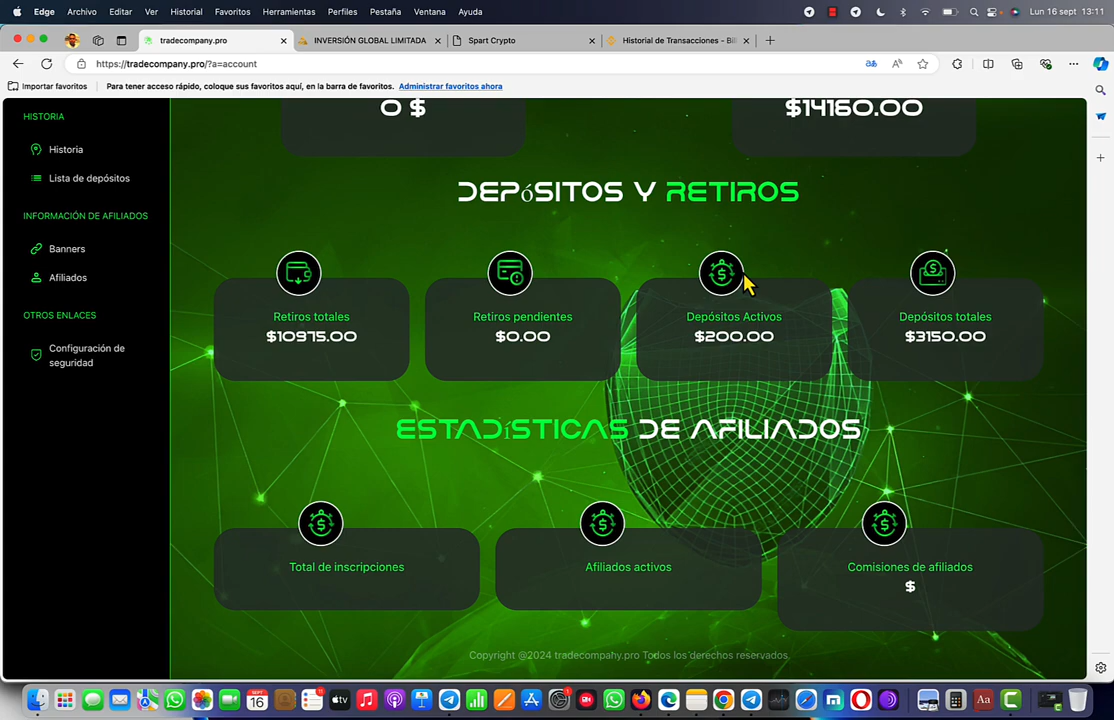 Edge Archivo Editar Ver Historial Favoritos Herramientas Perfiles Pestaña Ventana Ayuda Lun 16 sept 13:11
tradecompany.pro INVERSIÓN GLOBAL LIMITADA Spart Crypto Historial de Transacciones - Bil
https://tradecompany.pro/?a=account
Importar favoritos Para tener acceso rápido, coloque sus favoritos aquí, en la barra de favoritos. Administrar favoritos ahora
HISTORIA
Historia
Lista de depósitos
INFORMACIÓN DE AFILIADOS
Banners
Afiliados
OTROS ENLACES
Configuración de
seguridad
0 $ $14160.00
DEPóSITOS Y RETIROS
Retiros totales
$10975.00
Retiros pendientes
$0.00
Depósitos Activos
$200.00
Depósitos totales
$3150.00
ESTADíSTICAS DE AFILIADOS
Total de inscripciones
Afiliados activos
Comisiones de afiliados
$
Copyright @2024 tradecompany.pro Todos los derechos reservados.